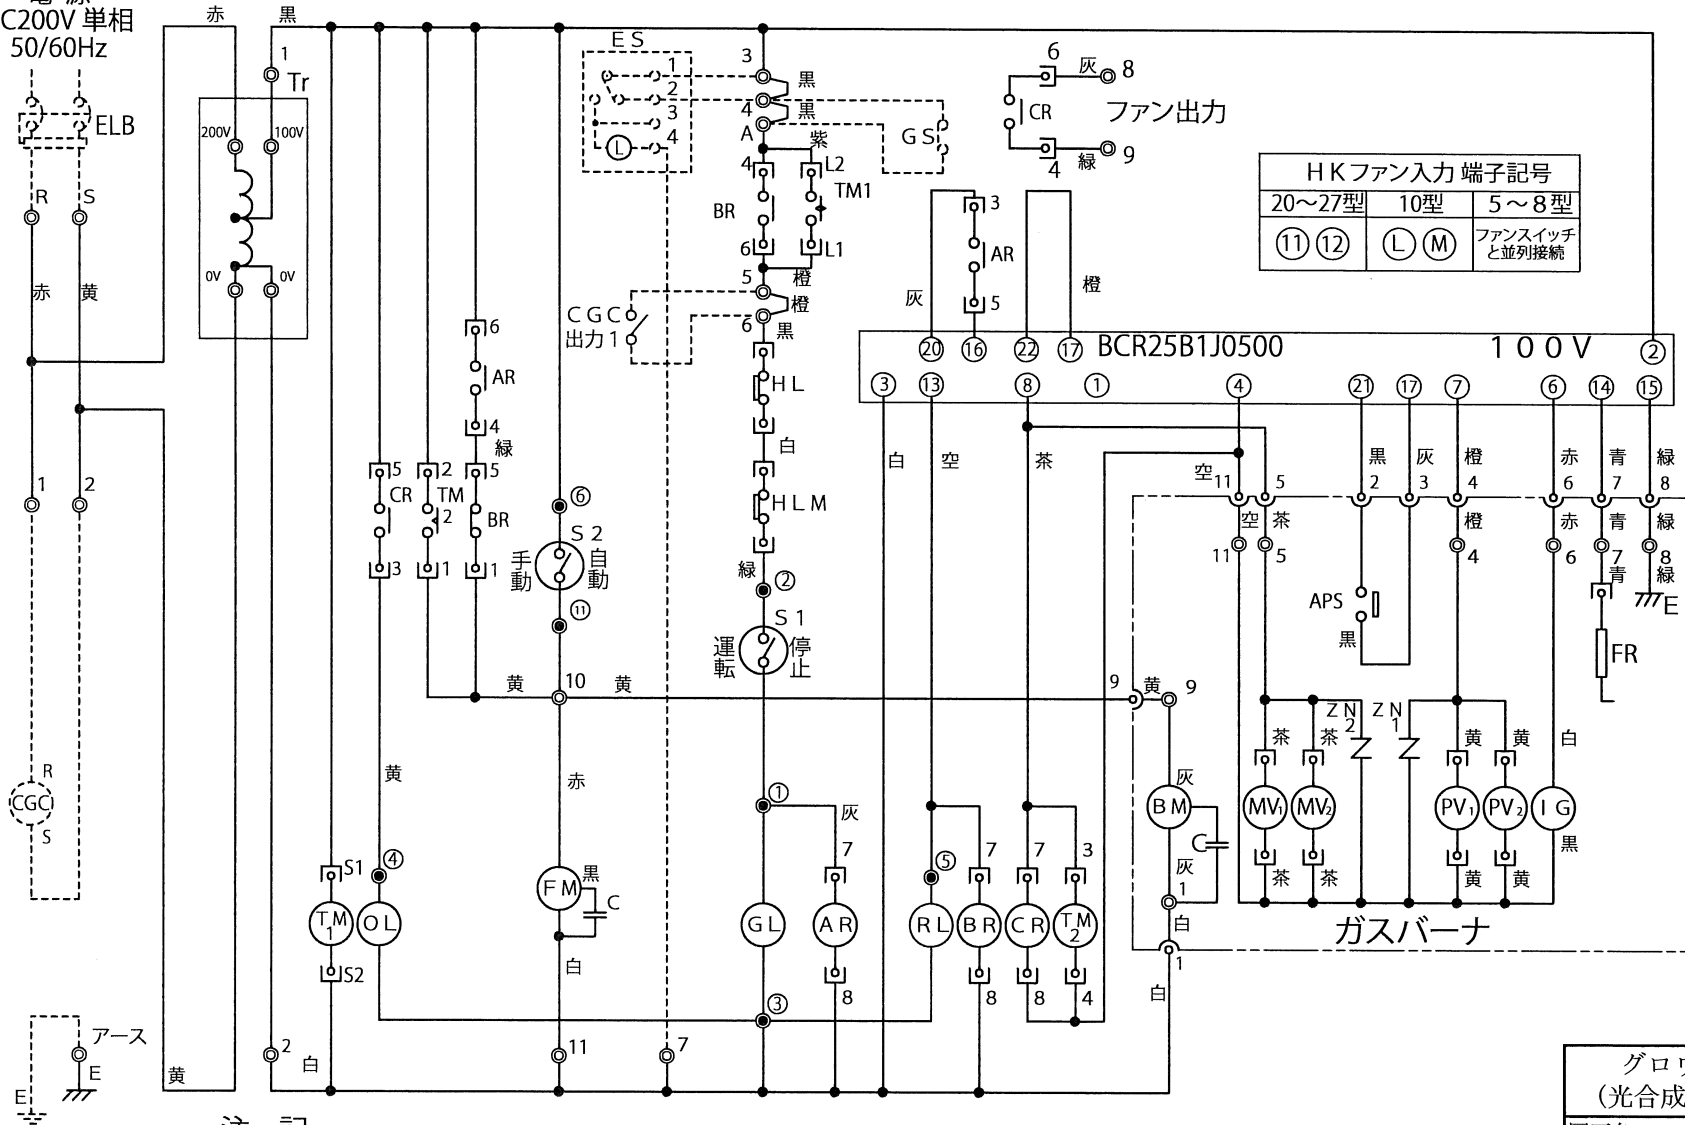 C200V 単相
50/60Hz
赤
黒
1
Tr
200V
100V
0V
0V
ELB
R
S
赤
黄
1
2
R
CGC
S
アース
E
E
黄
2
白
ES
1
2
3
4
L
3
4
A
黒
黒
紫
GS
4
L2
BR
TM1
6
L1
橙
5
橙
6
黒
CGC
出力1
HL
白
HLM
緑
②
S1
運転
停止
6
灰
8
CR
ファン出力
4
緑
9
HKファン入力 端子記号
20～27型
10型
5～8型
⑪ ⑫
Ⓛ Ⓜ
ファンスイッチ
と並列接続
灰
3
AR
5
橙
BCR25B1J0500
100V
⑳
⑯
㉒
⑰
②
③
⑬
⑧
①
④
㉑
⑰
⑦
⑥
⑭
⑮
6
AR
4
緑
5
CR
3
2
TM
2
1
5
BR
1
⑥
S2
手動
自動
⑪
黄
10
黄
白
空
茶
空
11
5
黒
2
灰
3
橙
4
赤
6
青
7
緑
8
空
茶
橙
赤
青
緑
11
5
4
6
7
8
青
緑
E
APS
黒
FR
9
黄
9
ZN
2
ZN
1
茶
茶
黄
黄
白
灰
BM
C
MV1
MV2
PV1
PV2
IG
灰
茶
茶
黄
黄
黒
1
白
1
白
ガスバーナ
黄
赤
④
S1
TM
1
OL
S2
FM
黒
C
白
11
7
①
灰
7
GL
AR
8
③
⑤
7
7
3
RL
BR
CR
TM
2
8
8
4
(光合成